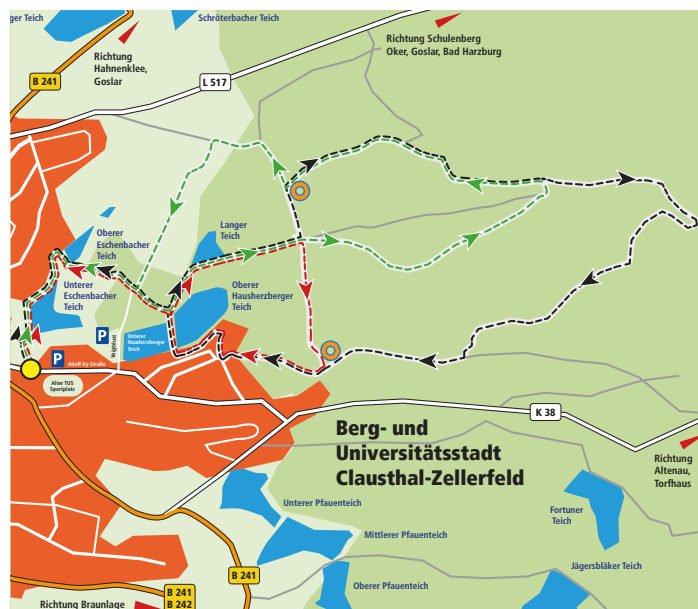 ger Teich
Schröterbacher Teich
Richtung
Hahnenklee,
Goslar
Richtung Schulenberg
Oker, Goslar, Bad Harzburg
B 241
L 517
Oberer
Eschenbacher
Teich
Langer
Teich
Unterer
Eschenbacher
Teich
Oberer
Hausherzberger
Teich
P
Voigtslust
Unterer
Hausherzberger
Teich
P
Adolf-Ey-Straße
Alter TUS
Sportplatz
K 38
Berg- und
Universitätsstadt
Clausthal-Zellerfeld
Richtung
Altenau,
Torfhaus
Unterer Pfauenteich
Fortuner
Teich
Mittlerer Pfauenteich
Jägersbläker Teich
B 241
Oberer Pfauenteich
B 241
B 242
Richtung Braunlage